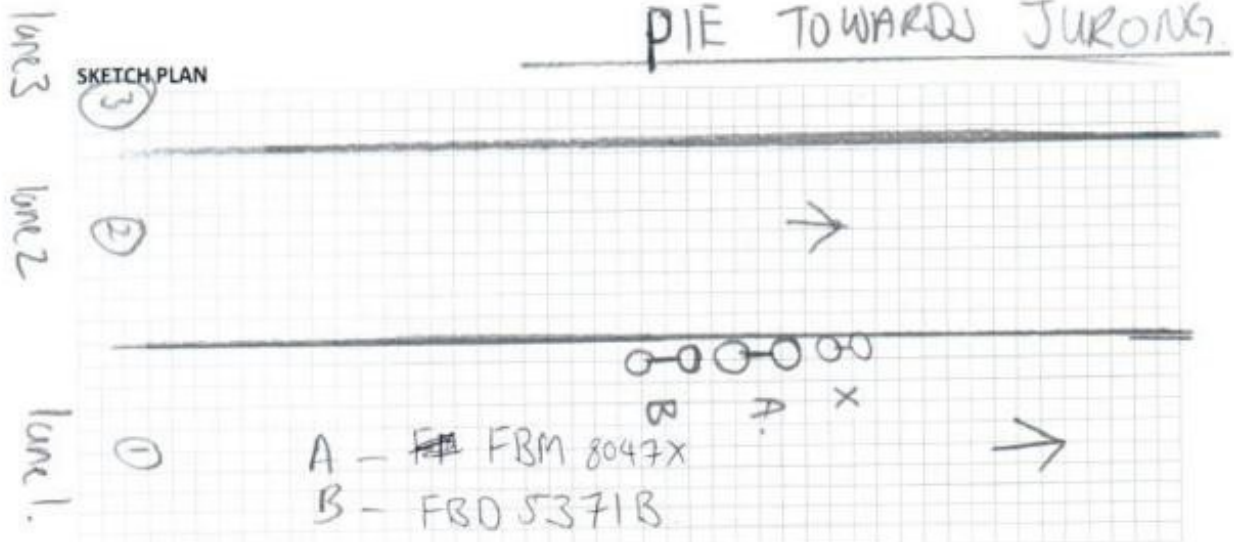 PIE TOWARDS JURONG.
SKETCH PLAN
lane 3
3
lane 2
2
lane 1.
1
B A. X
A - FBM 8047X
B - FBD 5371B